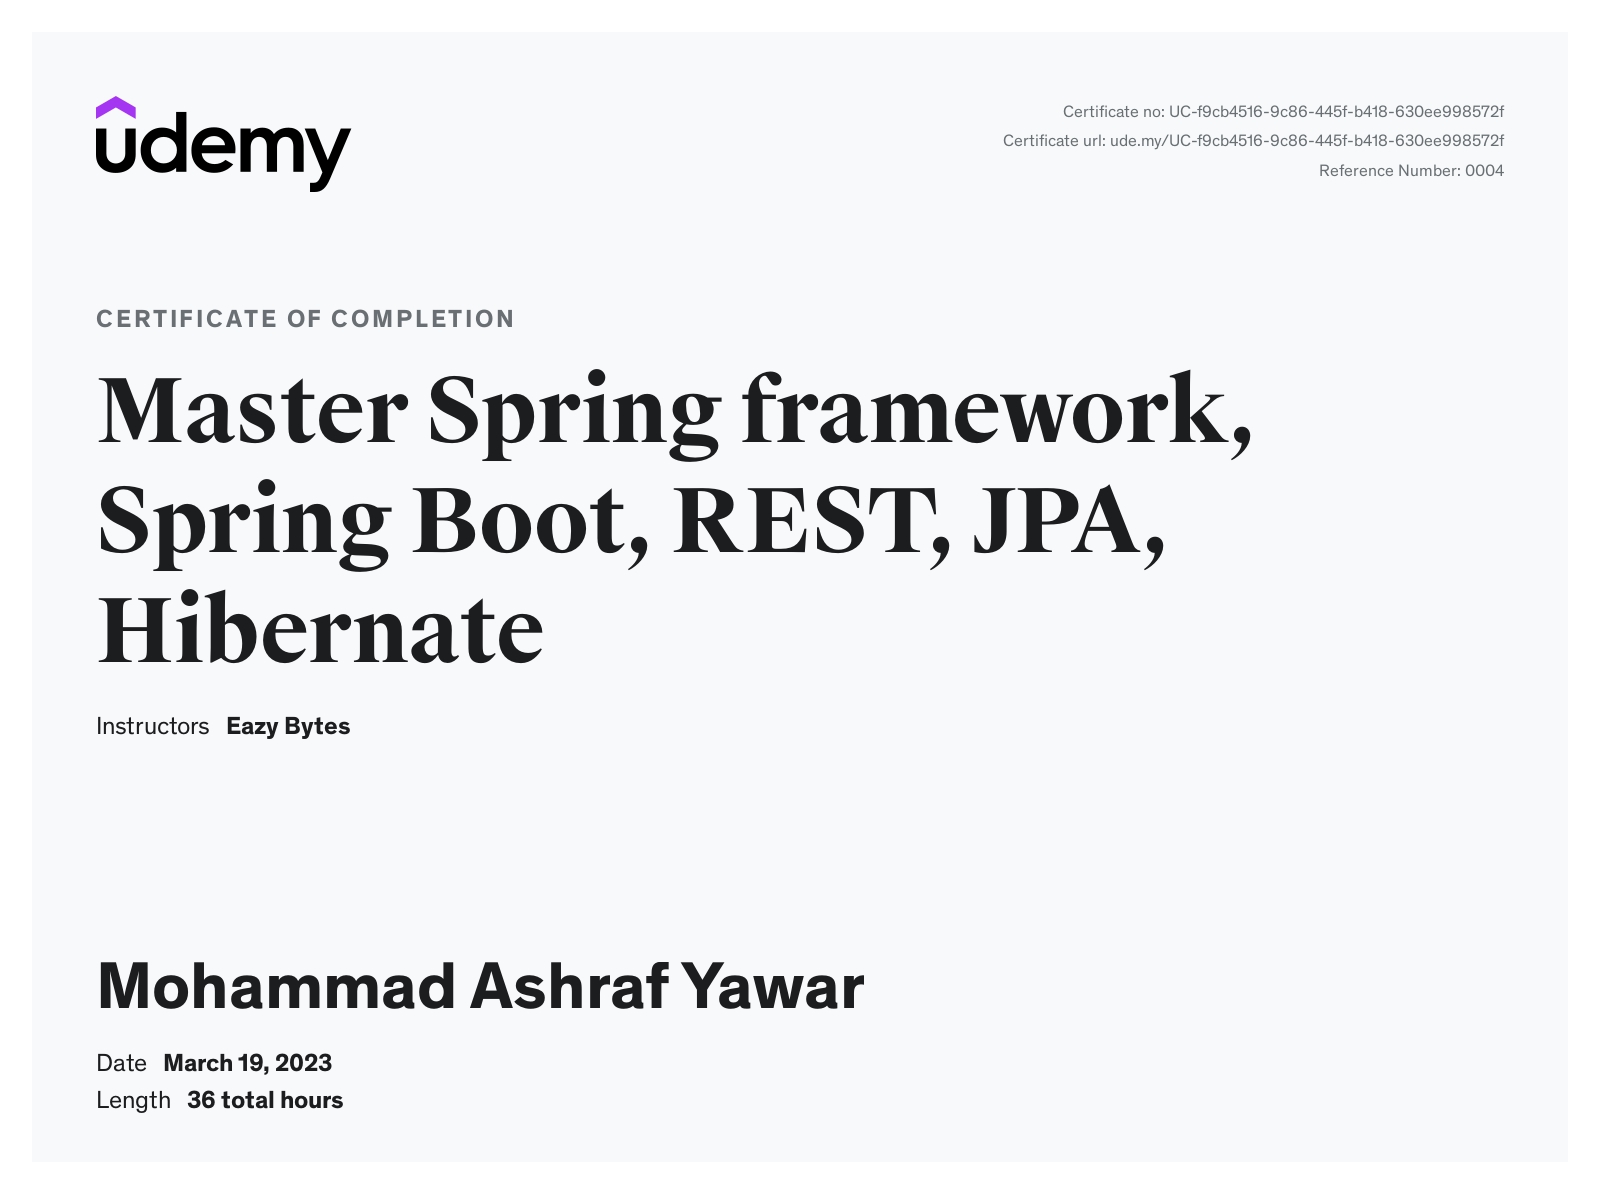 udemy
Certificate no: UC-f9cb4516-9c86-445f-b418-630ee998572f
Certificate url: ude.my/UC-f9cb4516-9c86-445f-b418-630ee998572f
Reference Number: 0004
CERTIFICATE OF COMPLETION
Master Spring framework,
Spring Boot, REST, JPA,
Hibernate
Instructors Eazy Bytes
Mohammad Ashraf Yawar
Date March 19, 2023
Length 36 total hours